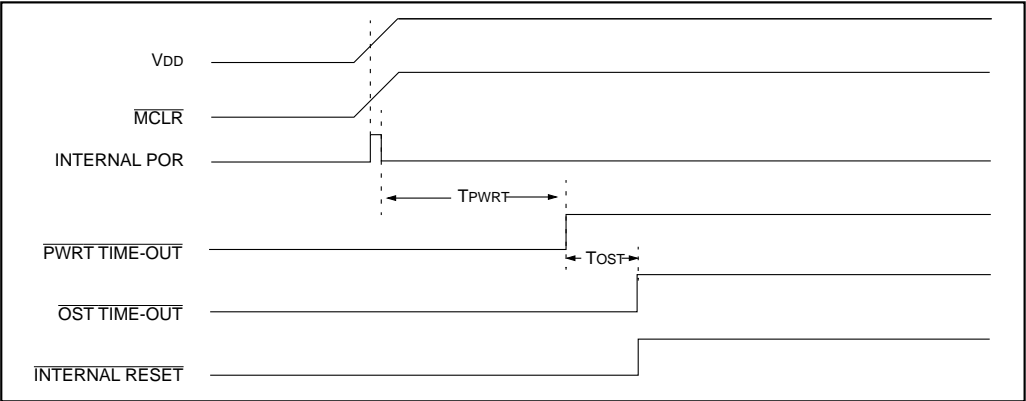 VDD
MCLR
INTERNAL POR
TPWRT
PWRT TIME-OUT
TOST
OST TIME-OUT
INTERNAL RESET